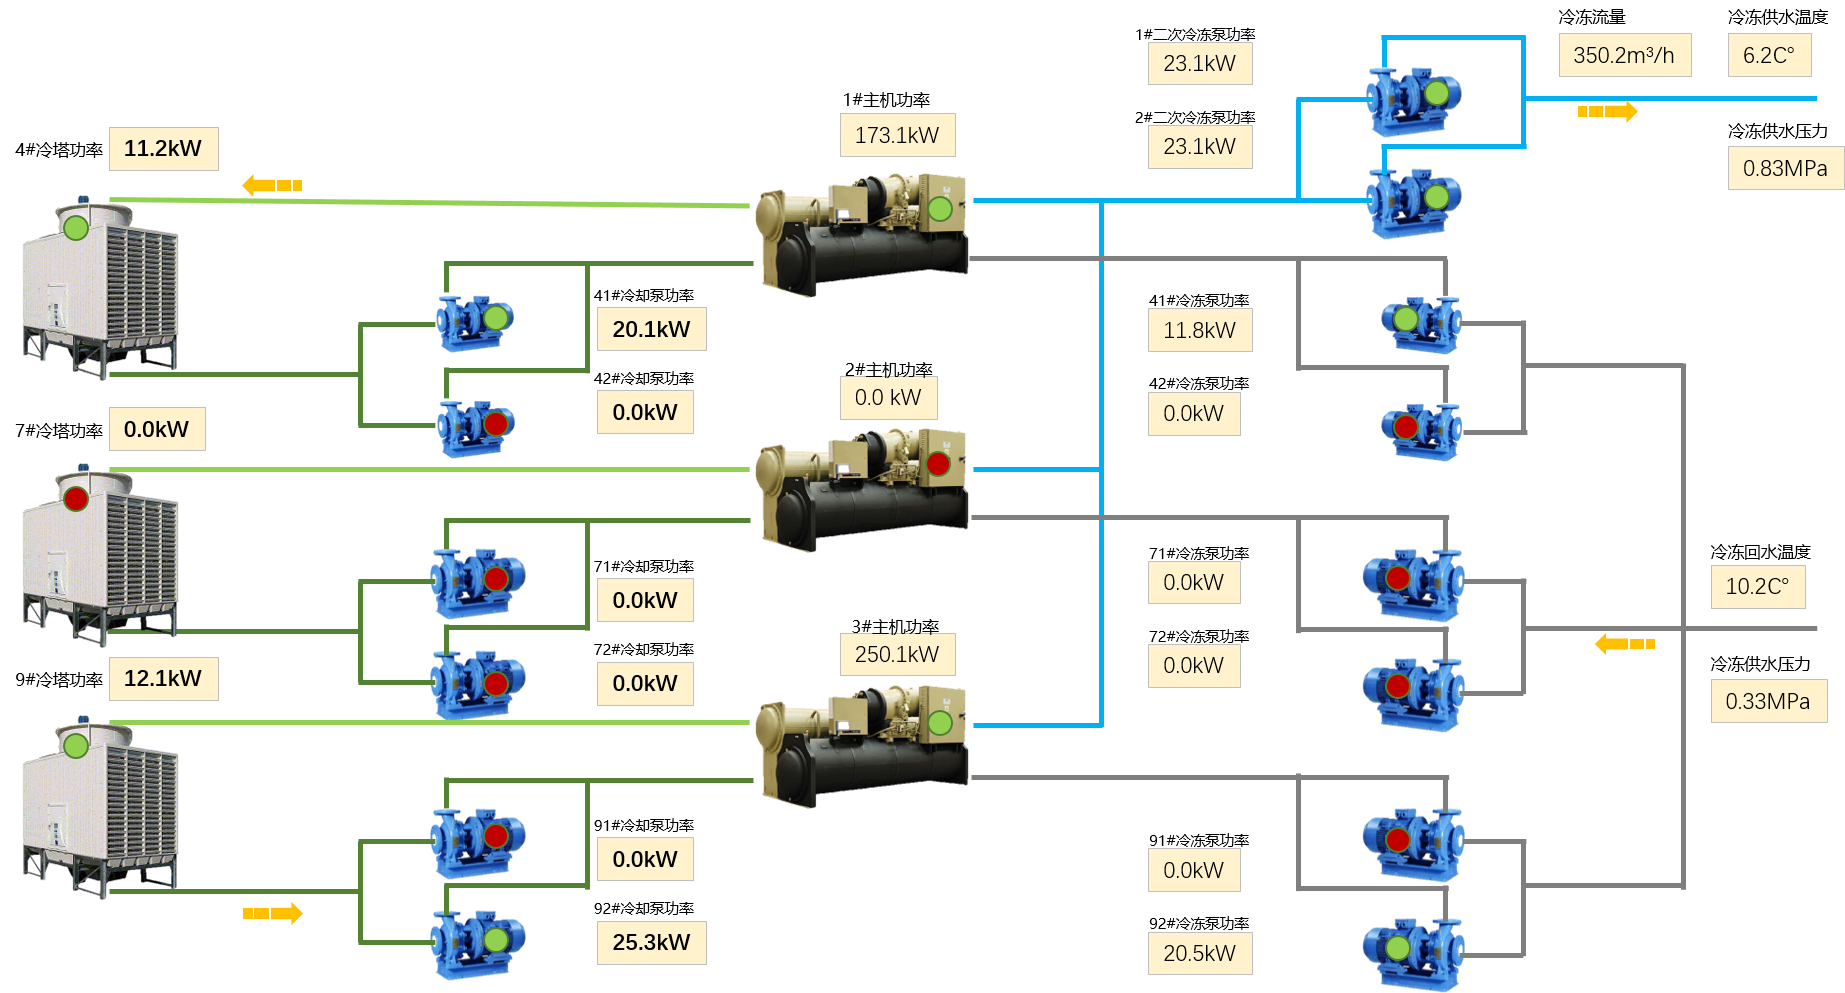 冷冻流量
冷冻供水温度
350.2m³/h
6.2C°
1#二次冷冻泵功率
23.1kW
2#二次冷冻泵功率
23.1kW
冷冻供水压力
0.83MPa
1#主机功率
173.1kW
4#冷塔功率
11.2kW
41#冷却泵功率
20.1kW
42#冷却泵功率
0.0kW
41#冷冻泵功率
11.8kW
42#冷冻泵功率
0.0kW
2#主机功率
0.0 kW
7#冷塔功率
0.0kW
71#冷却泵功率
0.0kW
72#冷却泵功率
0.0kW
71#冷冻泵功率
0.0kW
72#冷冻泵功率
0.0kW
冷冻回水温度
10.2C°
冷冻供水压力
0.33MPa
3#主机功率
250.1kW
9#冷塔功率
12.1kW
91#冷却泵功率
0.0kW
92#冷却泵功率
25.3kW
91#冷冻泵功率
0.0kW
92#冷冻泵功率
20.5kW